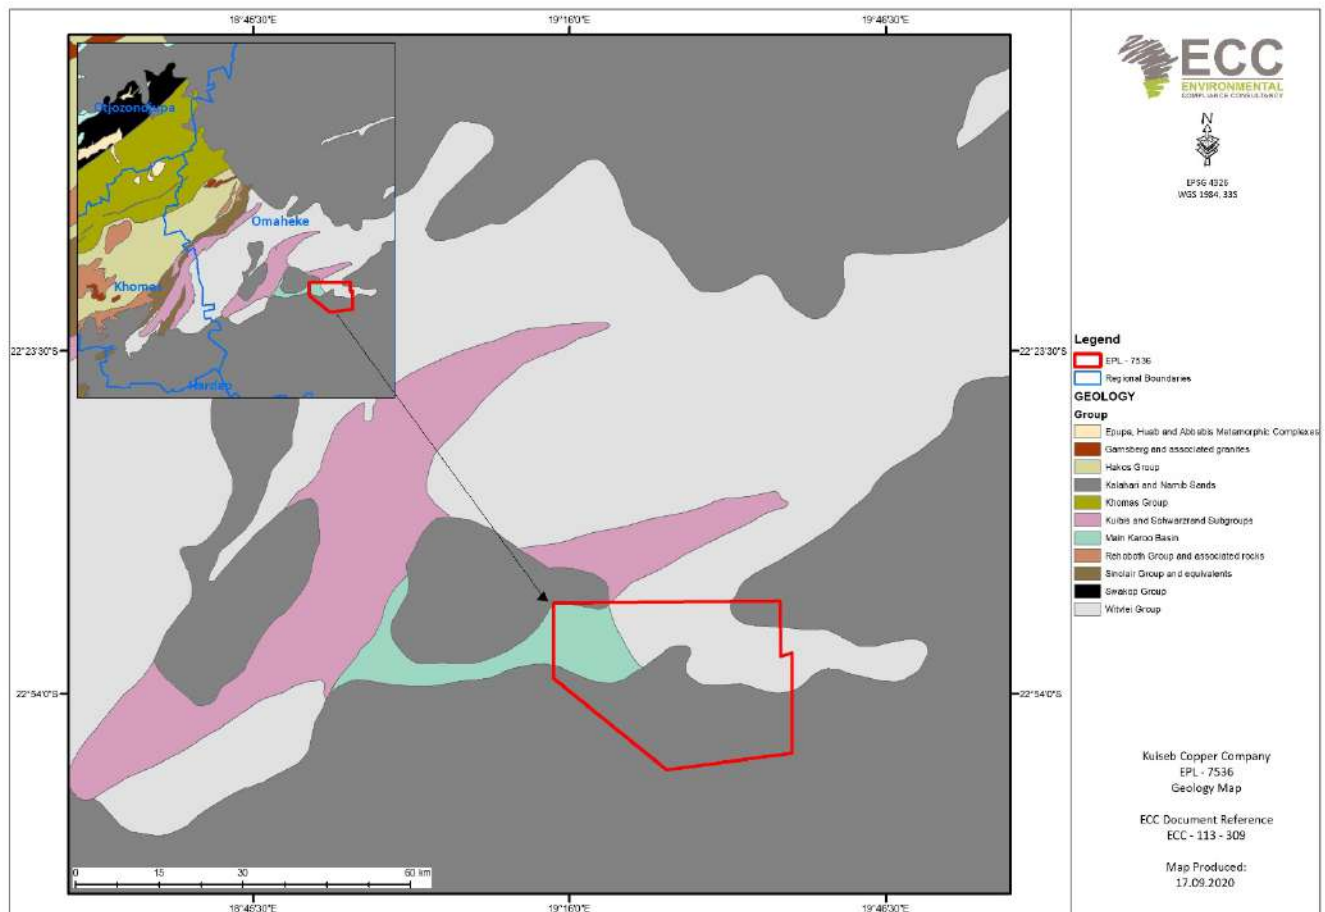 18°45'30"E
19°16'0"E
19°46'30"E
Otjozondjupa
Omaheke
Khomas
Hardap
22°23'30"S
22°23'30"S
22°54'0"S
22°54'0"S
0 15 30 60 km
18°45'30"E
19°16'0"E
19°46'30"E
ECC
ENVIRONMENTAL
COMPLIANCE CONSULTANCY
N
EPSG 4326
WGS 1984, 33S
Legend
EPL - 7536
Regional Boundaries
GEOLOGY
Group
Epupa, Huab and Abbabis Metamorphic Complexes
Gamsberg and associated granites
Hakos Group
Kalahari and Namib Sands
Khomas Group
Kuibis and Schwarzrand Subgroups
Main Karoo Basin
Rehoboth Group and associated rocks
Sinclair Group and equivalents
Swakop Group
Witvlei Group
Kuiseb Copper Company
EPL - 7536
Geology Map
ECC Document Reference
ECC - 113 - 309
Map Produced:
17.09.2020